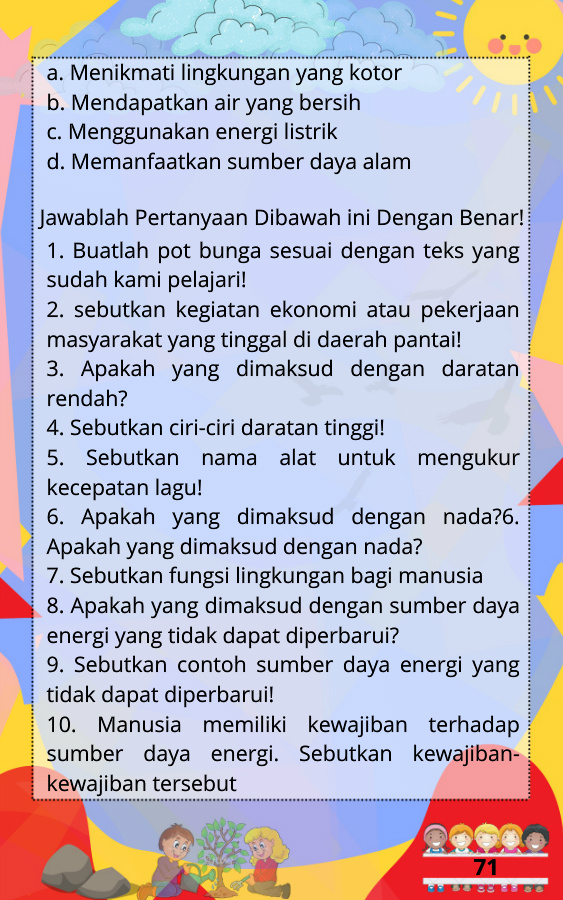 a. Menikmati lingkungan yang kotor
b. Mendapatkan air yang bersih
c. Menggunakan energi listrik
d. Memanfaatkan sumber daya alam
Jawablah Pertanyaan Dibawah ini Dengan Benar!
1. Buatlah pot bunga sesuai dengan teks yang
sudah kami pelajari!
2. sebutkan kegiatan ekonomi atau pekerjaan
masyarakat yang tinggal di daerah pantai!
3. Apakah yang dimaksud dengan daratan
rendah?
4. Sebutkan ciri-ciri daratan tinggi!
5. Sebutkan nama alat untuk mengukur
kecepatan lagu!
6. Apakah yang dimaksud dengan nada?6.
Apakah yang dimaksud dengan nada?
7. Sebutkan fungsi lingkungan bagi manusia
8. Apakah yang dimaksud dengan sumber daya
energi yang tidak dapat diperbarui?
9. Sebutkan contoh sumber daya energi yang
tidak dapat diperbarui!
10. Manusia memiliki kewajiban terhadap
sumber daya energi. Sebutkan kewajiban-
kewajiban tersebut
71